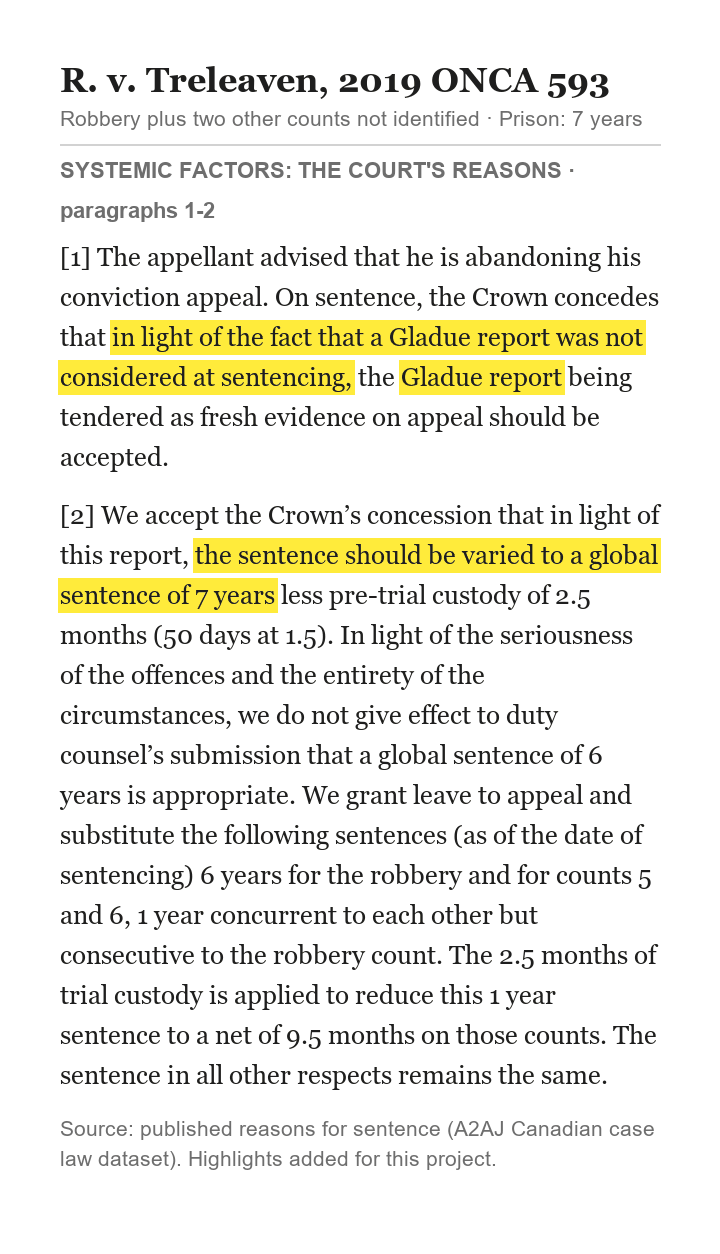 R. v. Treleaven, 2019 ONCA 593
Robbery plus two other counts not identified · Prison: 7 years
SYSTEMIC FACTORS: THE COURT'S REASONS ·
paragraphs 1-2
[1] The appellant advised that he is abandoning his
conviction appeal. On sentence, the Crown concedes
that in light of the fact that a Gladue report was not
considered at sentencing, the Gladue report being
tendered as fresh evidence on appeal should be
accepted.
[2] We accept the Crown’s concession that in light of
this report, the sentence should be varied to a global
sentence of 7 years less pre-trial custody of 2.5
months (50 days at 1.5). In light of the seriousness
of the offences and the entirety of the
circumstances, we do not give effect to duty
counsel’s submission that a global sentence of 6
years is appropriate. We grant leave to appeal and
substitute the following sentences (as of the date of
sentencing) 6 years for the robbery and for counts 5
and 6, 1 year concurrent to each other but
consecutive to the robbery count. The 2.5 months of
trial custody is applied to reduce this 1 year
sentence to a net of 9.5 months on those counts. The
sentence in all other respects remains the same.
Source: published reasons for sentence (A2AJ Canadian case
law dataset). Highlights added for this project.